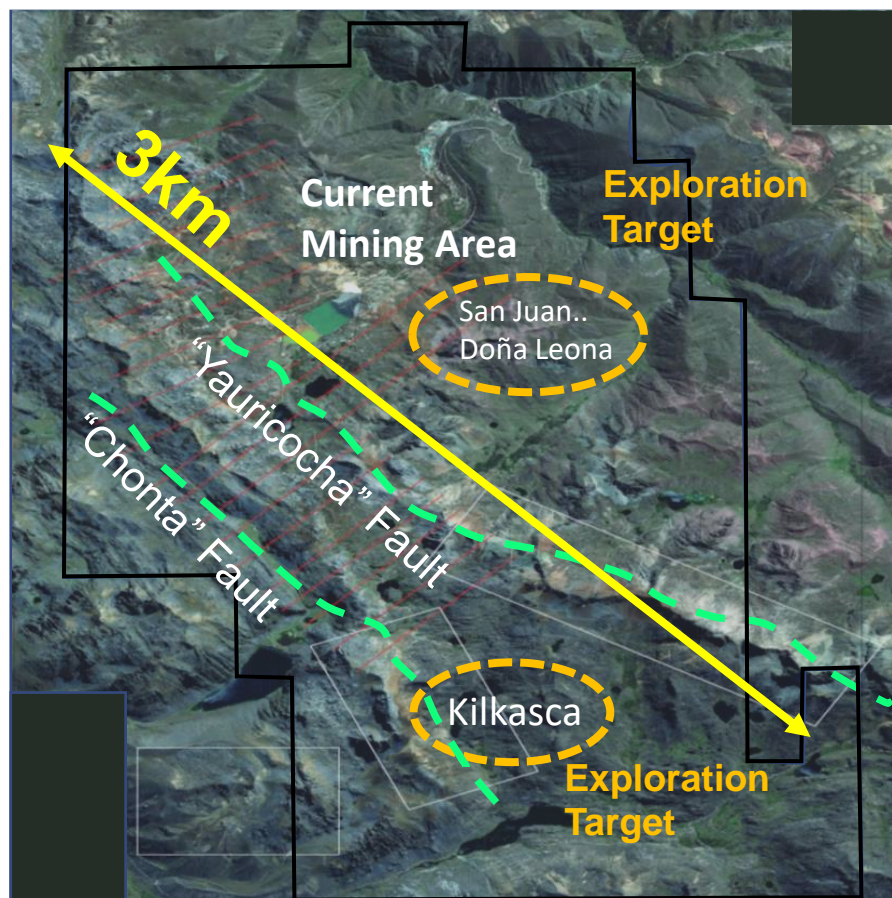 3km
Current
Mining Area
Exploration
Target
San Juan..
Doña Leona
“Yauricocha” Fault
“Chonta” Fault
Kilkasca
Exploration
Target